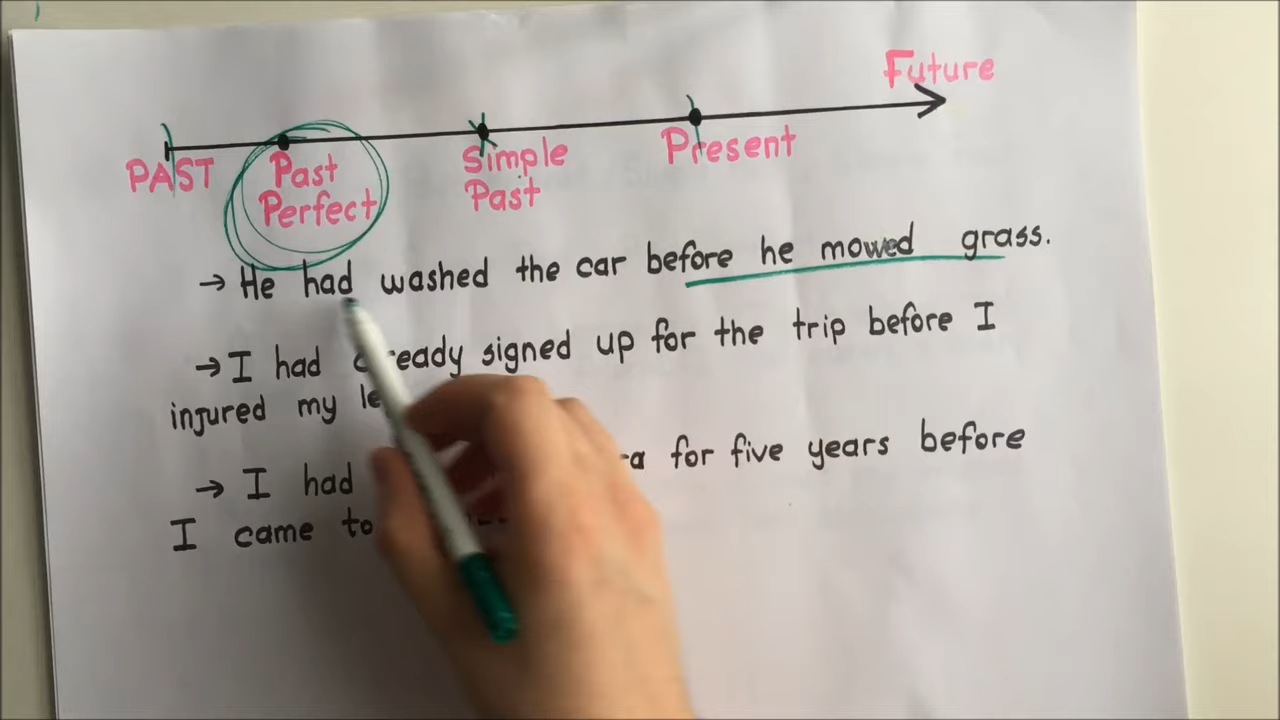 Future
PAST
Past
Perfect
Simple
Past
Present
→ He had washed the car before he mowed grass.
→ I had already signed up for the trip before I
injured my
→ I had for five years before
I came to